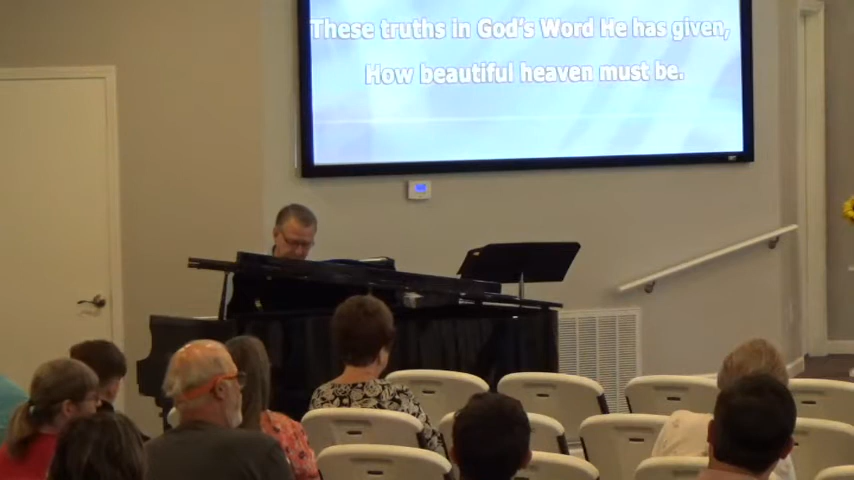 These truths in God's Word He has given,
How beautiful heaven must be.